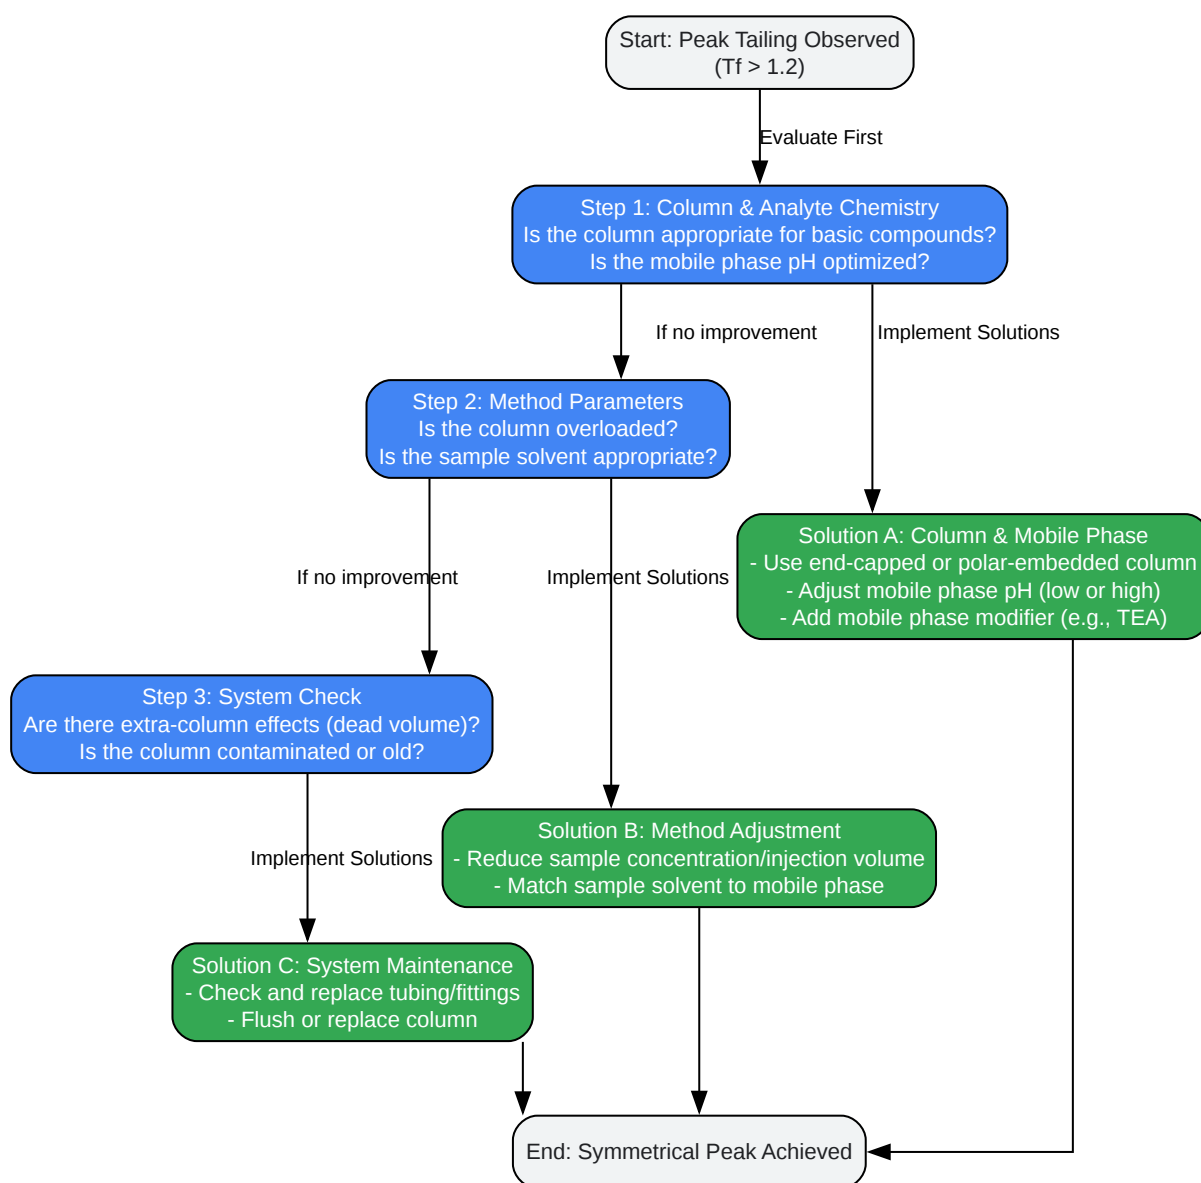 Start: Peak Tailing Observed
(Tf > 1.2)
Evaluate First
Step 1: Column & Analyte Chemistry
Is the column appropriate for basic compounds?
Is the mobile phase pH optimized?
If no improvement
Implement Solutions
Step 2: Method Parameters
Is the column overloaded?
Is the sample solvent appropriate?
Solution A: Column & Mobile Phase
- Use end-capped or polar-embedded column
- Adjust mobile phase pH (low or high)
- Add mobile phase modifier (e.g., TEA)
If no improvement
Implement Solutions
Step 3: System Check
Are there extra-column effects (dead volume)?
Is the column contaminated or old?
Solution B: Method Adjustment
- Reduce sample concentration/injection volume
- Match sample solvent to mobile phase
Implement Solutions
Solution C: System Maintenance
- Check and replace tubing/fittings
- Flush or replace column
End: Symmetrical Peak Achieved